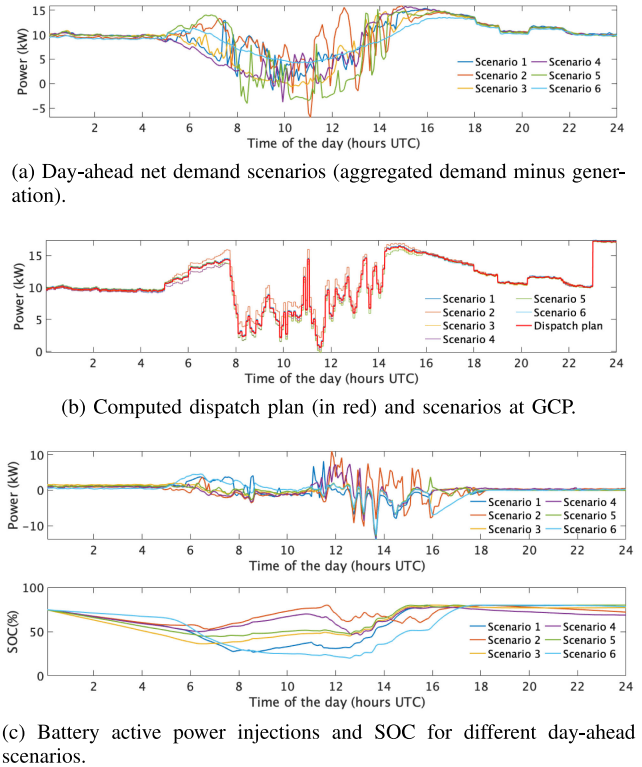 15
10
5
0
-5
Power (kW)
2 4 6 8 10 12 14 16 18 20 22 24
Time of the day (hours UTC)
Scenario 1 Scenario 4
Scenario 2 Scenario 5
Scenario 3 Scenario 6
(a) Day-ahead net demand scenarios (aggregated demand minus gener-
ation).
15
10
5
0
Power (kW)
2 4 6 8 10 12 14 16 18 20 22 24
Time of the day (hours UTC)
Scenario 1 Scenario 5
Scenario 2 Scenario 6
Scenario 3 Dispatch plan
Scenario 4
(b) Computed dispatch plan (in red) and scenarios at GCP.
10
0
-10
Power (kW)
2 4 6 8 10 12 14 16 18 20 22 24
Time of the day (hours UTC)
Scenario 1 Scenario 4
Scenario 2 Scenario 5
Scenario 3 Scenario 6
100
50
0
SOC(%)
2 4 6 8 10 12 14 16 18 20 22 24
Time of the day (hours UTC)
Scenario 1 Scenario 4
Scenario 2 Scenario 5
Scenario 3 Scenario 6
(c) Battery active power injections and SOC for different day-ahead
scenarios.